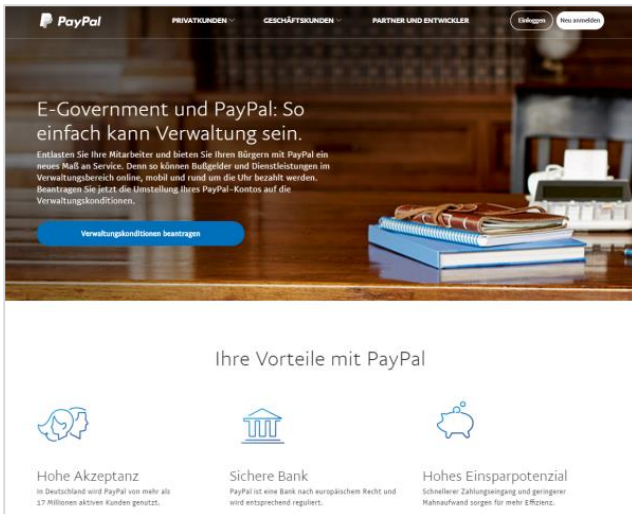 PayPal
PRIVATKUNDEN
GESCHÄFTSKUNDEN
PARTNER UND ENTWICKLER
Einloggen
Neu anmelden
E-Government und PayPal: So
einfach kann Verwaltung sein.
Entlasten Sie Ihre Mitarbeiter und bieten Sie Ihren Bürgern mit PayPal ein
neues Maß an Service. Denn so können Bußgelder und Dienstleistungen im
Verwaltungsbereich online, mobil und rund um die Uhr bezahlt werden.
Beantragen Sie jetzt die Umstellung Ihres PayPal-Kontos auf die
Verwaltungskonditionen.
Verwaltungskonditionen beantragen
Ihre Vorteile mit PayPal
Hohe Akzeptanz
In Deutschland wird PayPal von mehr als
17 Millionen aktiven Kunden genutzt.
Sichere Bank
PayPal ist eine Bank nach europäischem Recht und
wird entsprechend reguliert.
Hohes Einsparpotenzial
Schnellerer Zahlungseingang und geringerer
Mahnaufwand sorgen für mehr Effizienz.